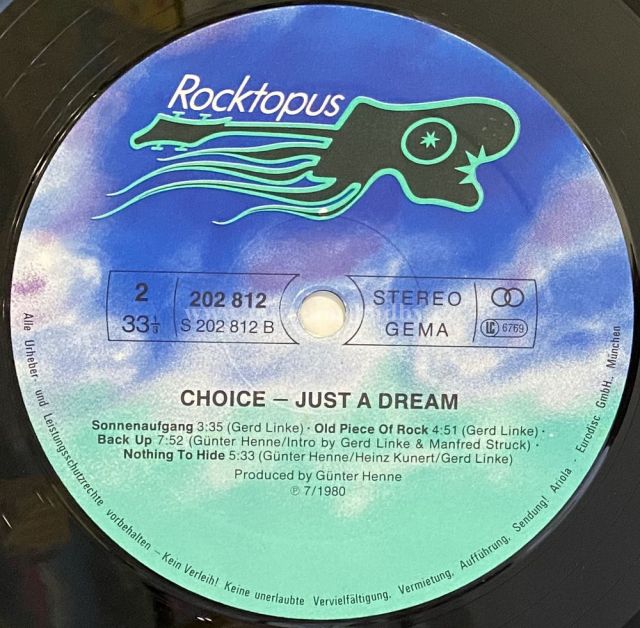 Rocktopus
2
33⅓
202 812
S 202 812 B
STEREO
GEMA
LC 6769
CHOICE – JUST A DREAM
Sonnenaufgang 3:35 (Gerd Linke) · Old Piece Of Rock 4:51 (Gerd Linke) ·
Back Up 7:52 (Günter Henne/Intro by Gerd Linke & Manfred Struck) ·
Nothing To Hide 5:33 (Günter Henne/Heinz Kunert/Gerd Linke)
Produced by Günter Henne
℗ 7/1980
Alle Urheber- und Leistungsschutzrechte vorbehalten – Kein Verleih! Keine unerlaubte Vervielfältigung, Vermietung, Aufführung, Sendung! Ariola - Eurodisc GmbH., München